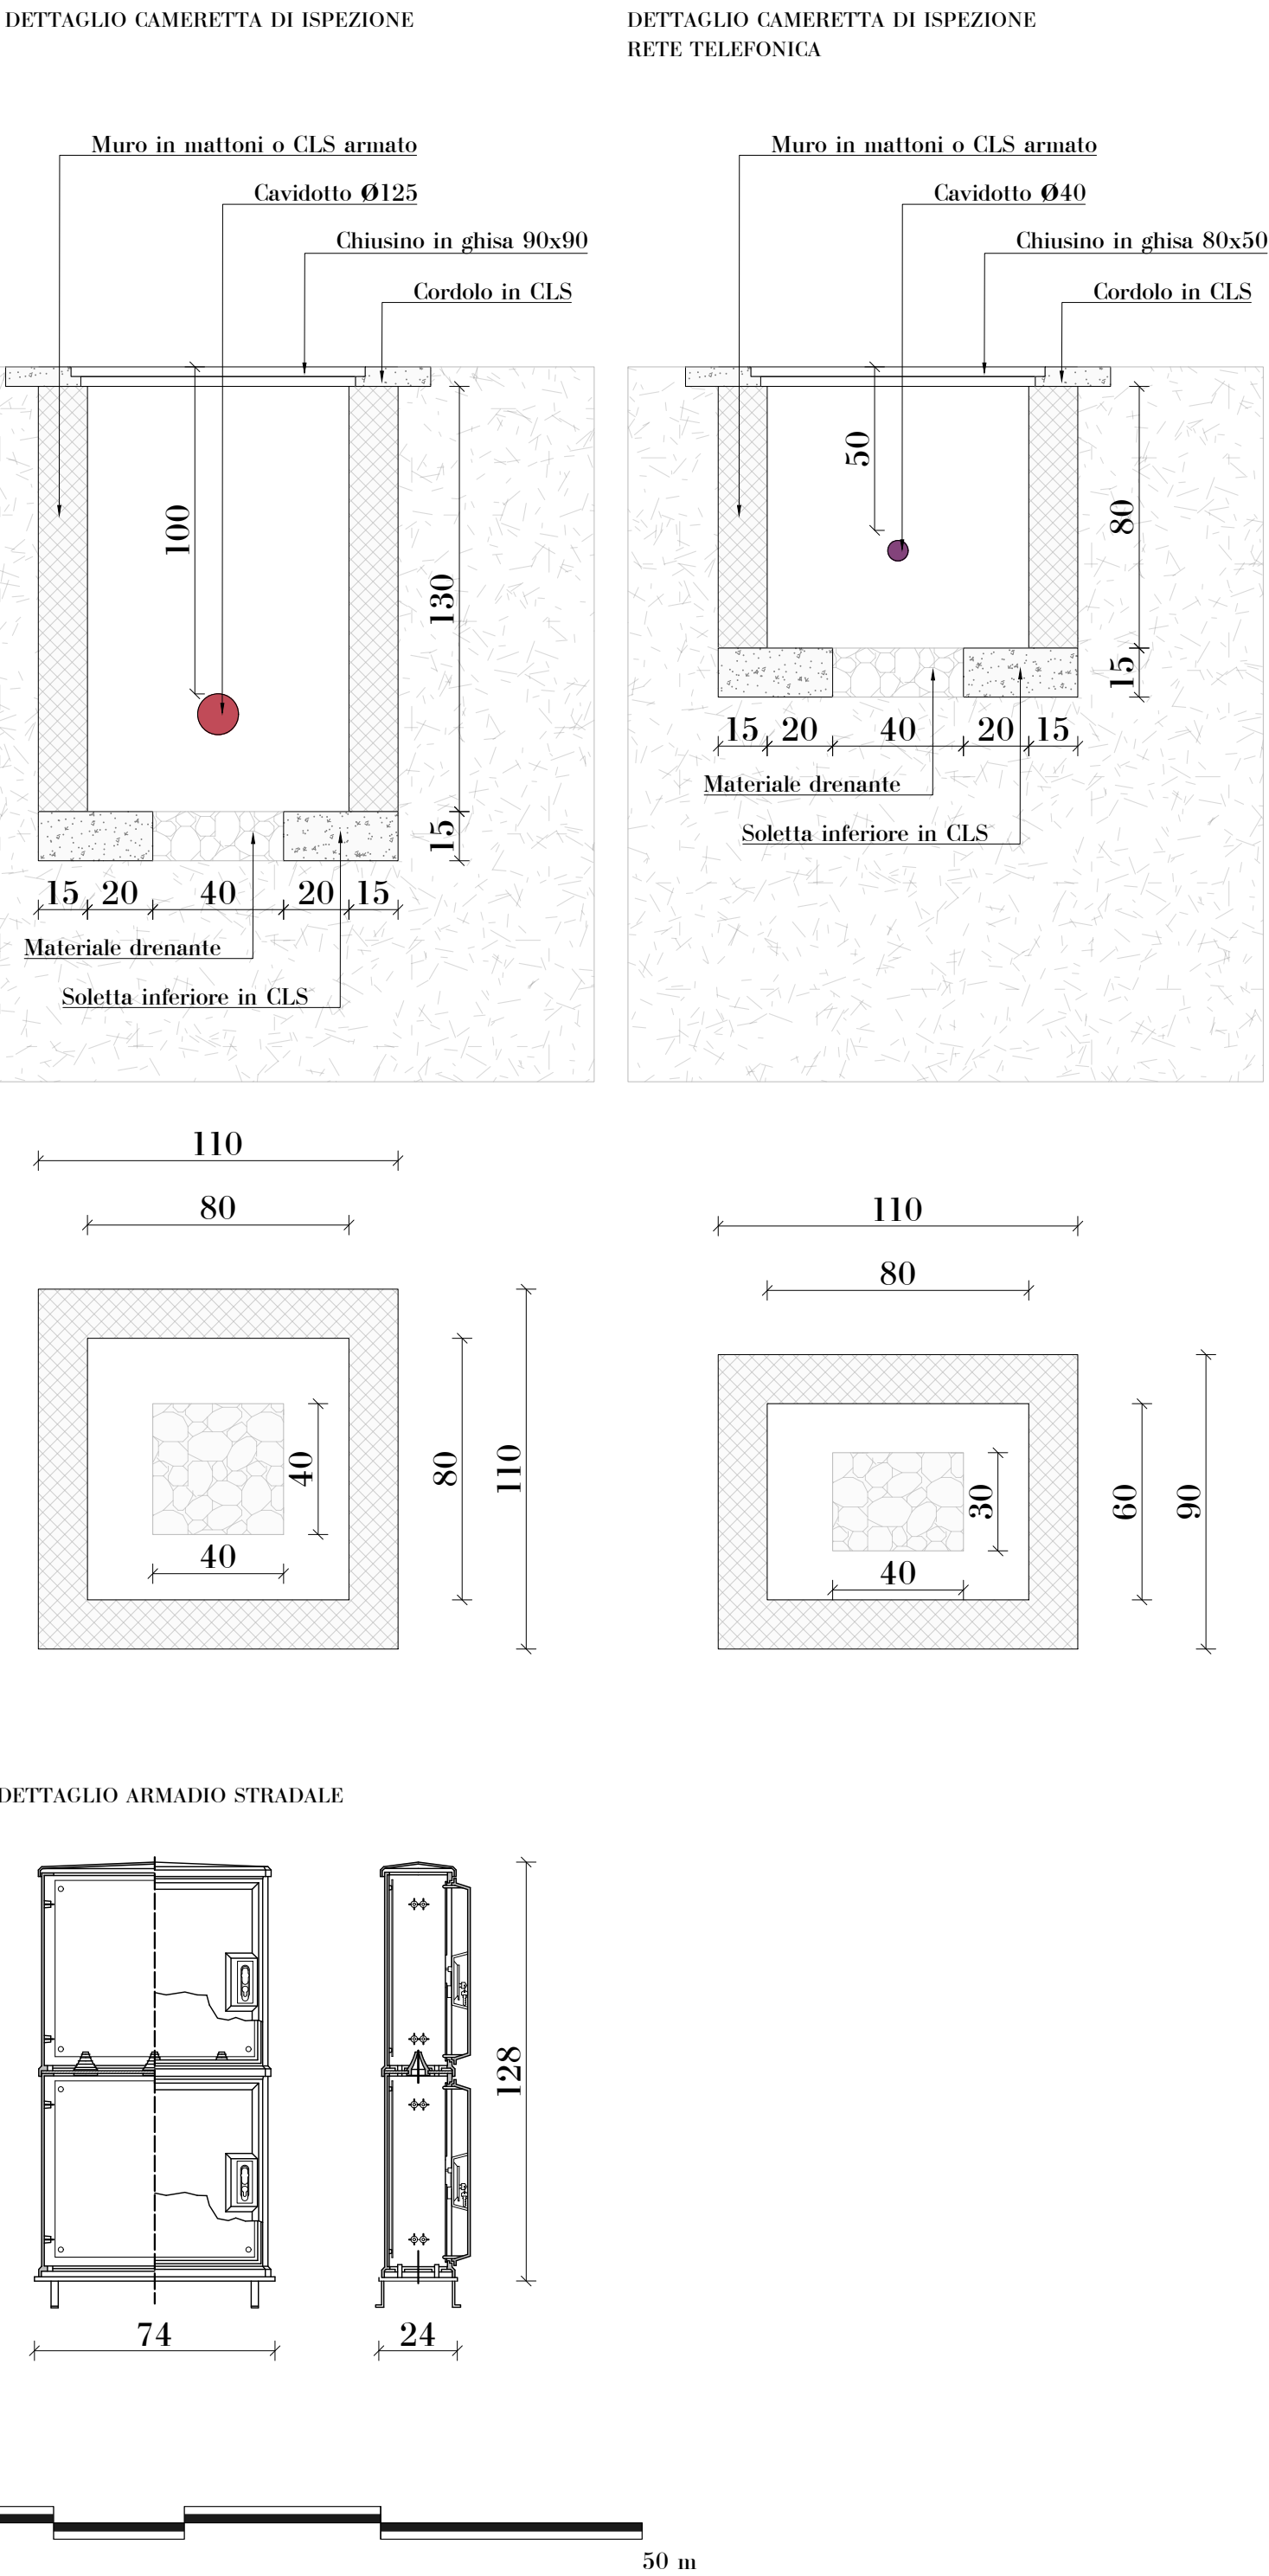 DETTAGLIO CAMERETTA DI ISPEZIONE
Muro in mattoni o CLS armato
Cavidotto Ø125
Chiusino in ghisa 90x90
Cordolo in CLS
100
130
15
15 20 40 20 15
Materiale drenante
Soletta inferiore in CLS
110
80
40
40
80
110
DETTAGLIO CAMERETTA DI ISPEZIONE
RETE TELEFONICA
Muro in mattoni o CLS armato
Cavidotto Ø40
Chiusino in ghisa 80x50
Cordolo in CLS
50
80
15
15 20 40 20 15
Materiale drenante
Soletta inferiore in CLS
110
80
30
40
60
90
DETTAGLIO ARMADIO STRADALE
128
74
24
50 m